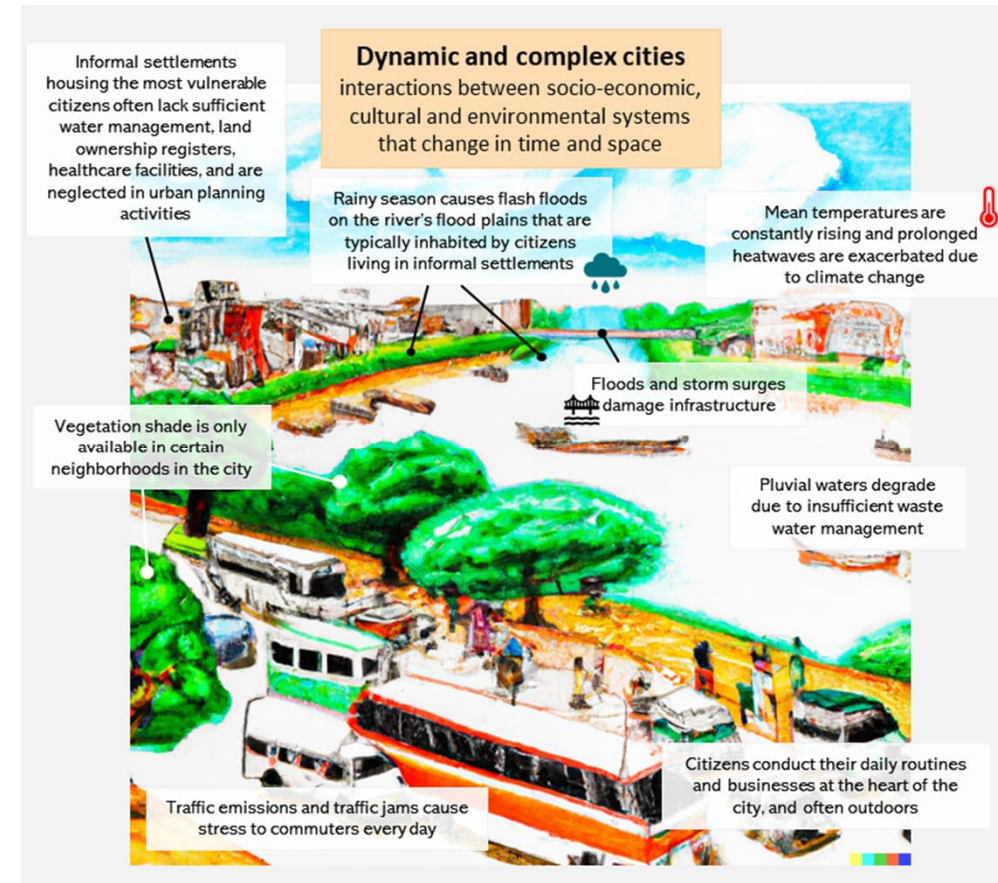 Dynamic and complex cities
interactions between socio-economic,
cultural and environmental systems
that change in time and space
Informal settlements
housing the most vulnerable
citizens often lack sufficient
water management, land
ownership registers,
healthcare facilities, and are
neglected in urban planning
activities
Rainy season causes flash floods
on the river's flood plains that are
typically inhabited by citizens
living in informal settlements
Mean temperatures are
constantly rising and prolonged
heatwaves are exacerbated due
to climate change
Floods and storm surges
damage infrastructure
Vegetation shade is only
available in certain
neighborhoods in the city
Pluvial waters degrade
due to insufficient waste
water management
Citizens conduct their daily routines
and businesses at the heart of the
city, and often outdoors
Traffic emissions and traffic jams cause
stress to commuters every day